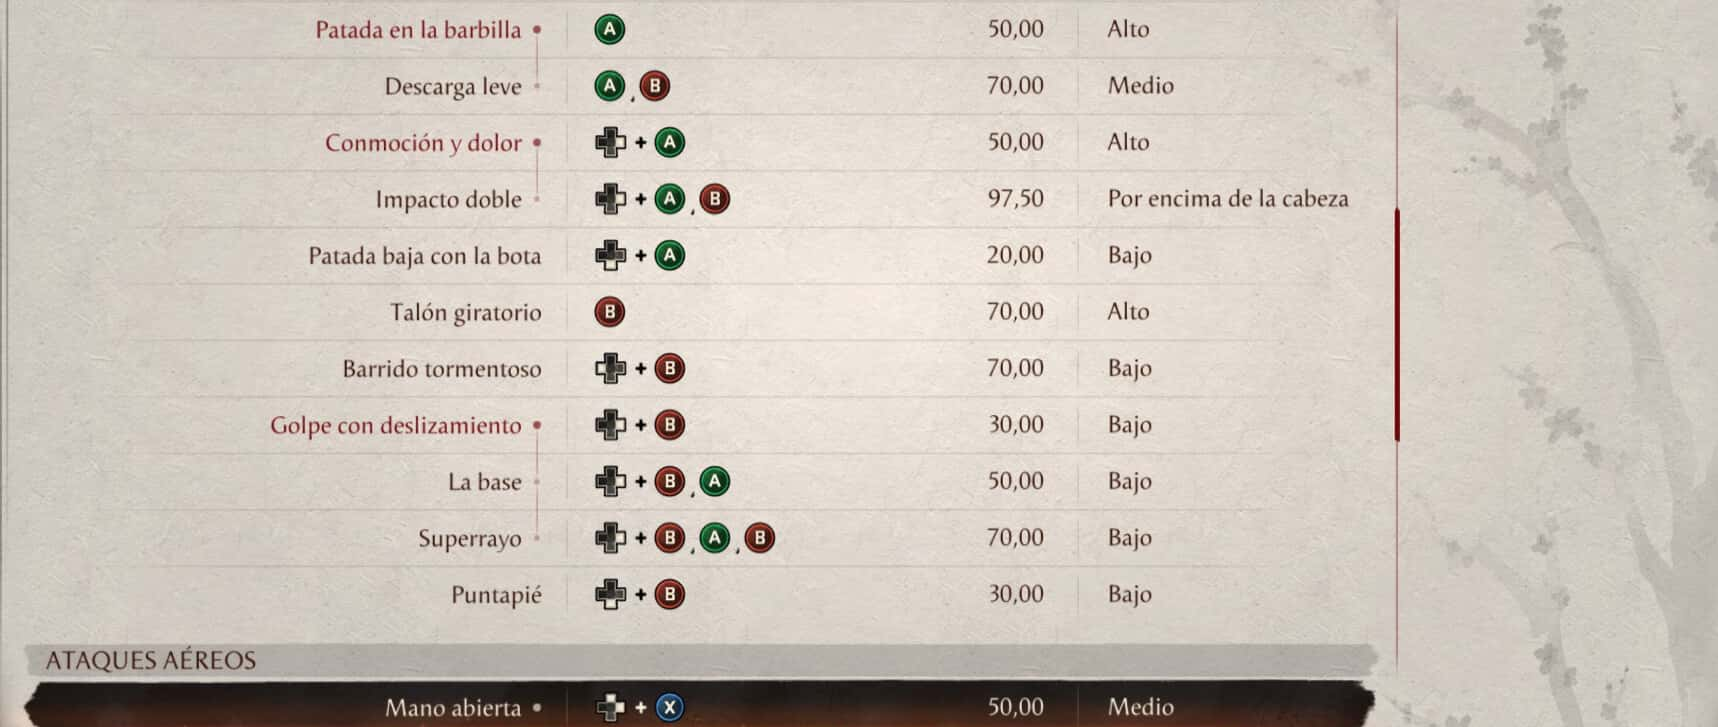 Patada en la barbilla A 50,00 Alto
Descarga leve A , B 70,00 Medio
Conmoción y dolor + A 50,00 Alto
Impacto doble + A , B 97,50 Por encima de la cabeza
Patada baja con la bota + A 20,00 Bajo
Talón giratorio B 70,00 Alto
Barrido tormentoso + B 70,00 Bajo
Golpe con deslizamiento + B 30,00 Bajo
La base + B , A 50,00 Bajo
Superrayo + B , A , B 70,00 Bajo
Puntapié + B 30,00 Bajo
ATAQUES AÉREOS
Mano abierta + X 50,00 Medio